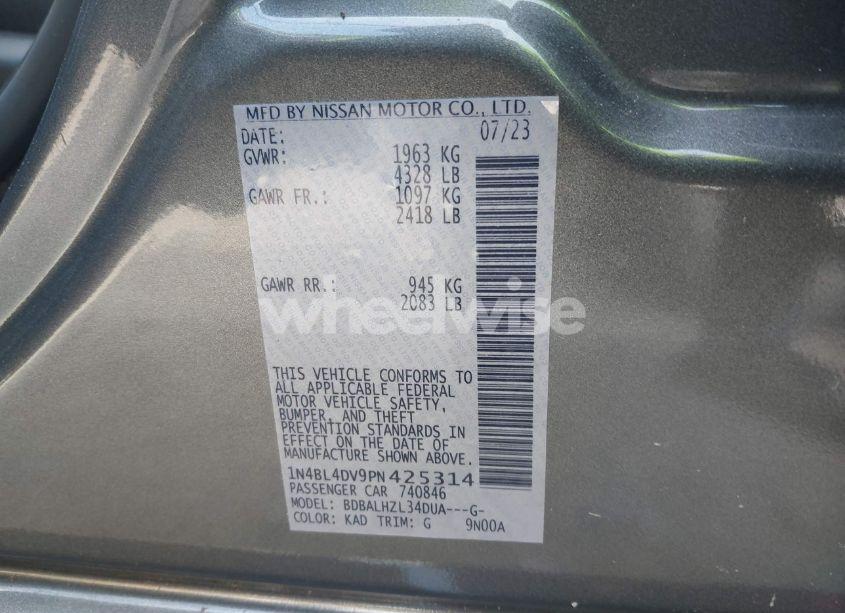 MFD BY NISSAN MOTOR CO., LTD.
DATE: 07/23
GVWR: 1963 KG
4328 LB
GAWR FR.: 1097 KG
2418 LB
GAWR RR.: 945 KG
2083 LB
wheelwise
THIS VEHICLE CONFORMS TO
ALL APPLICABLE FEDERAL
MOTOR VEHICLE SAFETY,
BUMPER, AND THEFT
PREVENTION STANDARDS IN
EFFECT ON THE DATE OF
MANUFACTURE SHOWN ABOVE.
1N4BL4DV9PN425314
PASSENGER CAR 740846
MODEL: BDBALHZL34DUA---G-
COLOR: KAD TRIM: G 9N00A